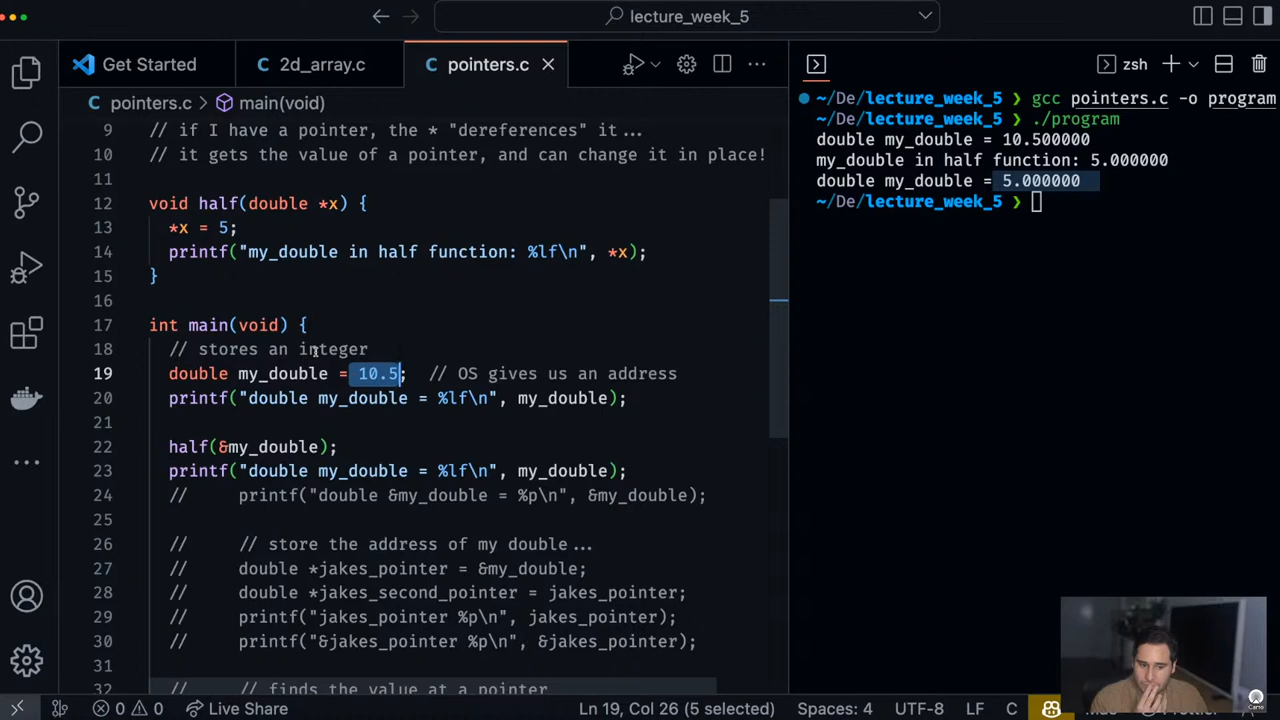 lecture_week_5
Get Started
C 2d_array.c
C pointers.c
zsh
C pointers.c > main(void)
9 // if I have a pointer, the * "dereferences" it...
10 // it gets the value of a pointer, and can change it in place!
11
12 void half(double *x) {
13 *x = 5;
14 printf("my_double in half function: %lf\n", *x);
15 }
16
17 int main(void) {
18 // stores an integer
19 double my_double = 10.5; // OS gives us an address
20 printf("double my_double = %lf\n", my_double);
21
22 half(&my_double);
23 printf("double my_double = %lf\n", my_double);
24 // printf("double &my_double = %p\n", &my_double);
25
26 // // store the address of my double...
27 // double *jakes_pointer = &my_double;
28 // double *jakes_second_pointer = jakes_pointer;
29 // printf("jakes_pointer %p\n", jakes_pointer);
30 // printf("&jakes_pointer %p\n", &jakes_pointer);
31
32 // // finds the value at a pointer
~/De/lecture_week_5 ❯ gcc pointers.c -o program
~/De/lecture_week_5 ❯ ./program
double my_double = 10.500000
my_double in half function: 5.000000
double my_double = 5.000000
~/De/lecture_week_5 ❯
0 0 Live Share
Ln 19, Col 26 (5 selected)
Spaces: 4
UTF-8
LF
C